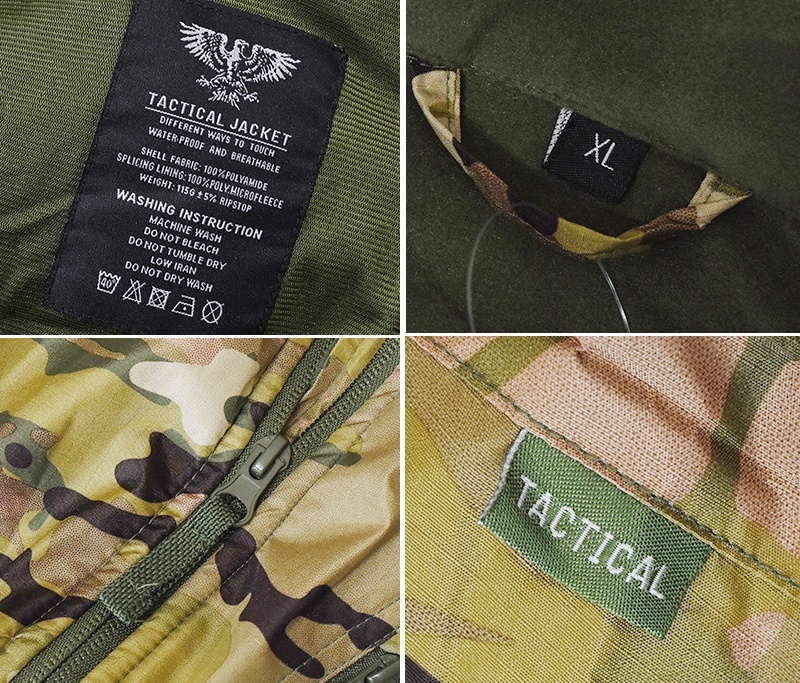 TACTICAL JACKET
DIFFERENT WAYS TO TOUCH
WATER-PROOF AND BREATHABLE
SHELL FABRIC: 100%POLYAMIDE
SPLICING LINING: 100%POLY.MICROFLEECE
WEIGHT: 115G ±5% RIPSTOP
WASHING INSTRUCTION
MACHINE WASH
DO NOT BLEACH
DO NOT TUMBLE DRY
LOW IRAN
DO NOT DRY WASH
40°
XL
TACTICAL